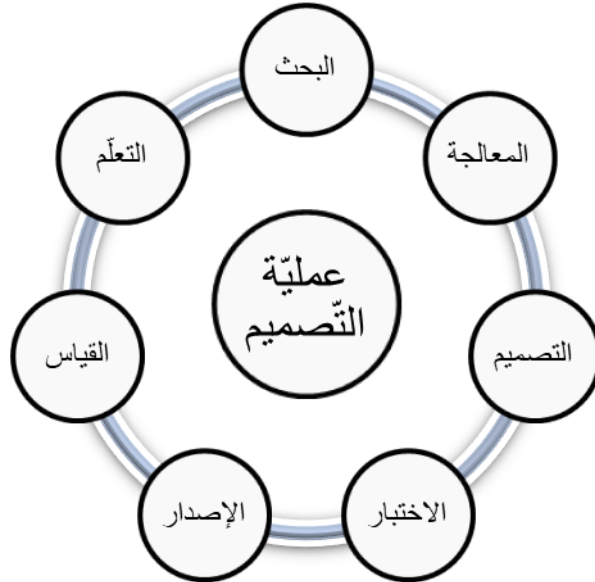 البحث
المعالجة
التصميم
الاختبار
الإصدار
القياس
التعلّم
عمليّة
التّصميم